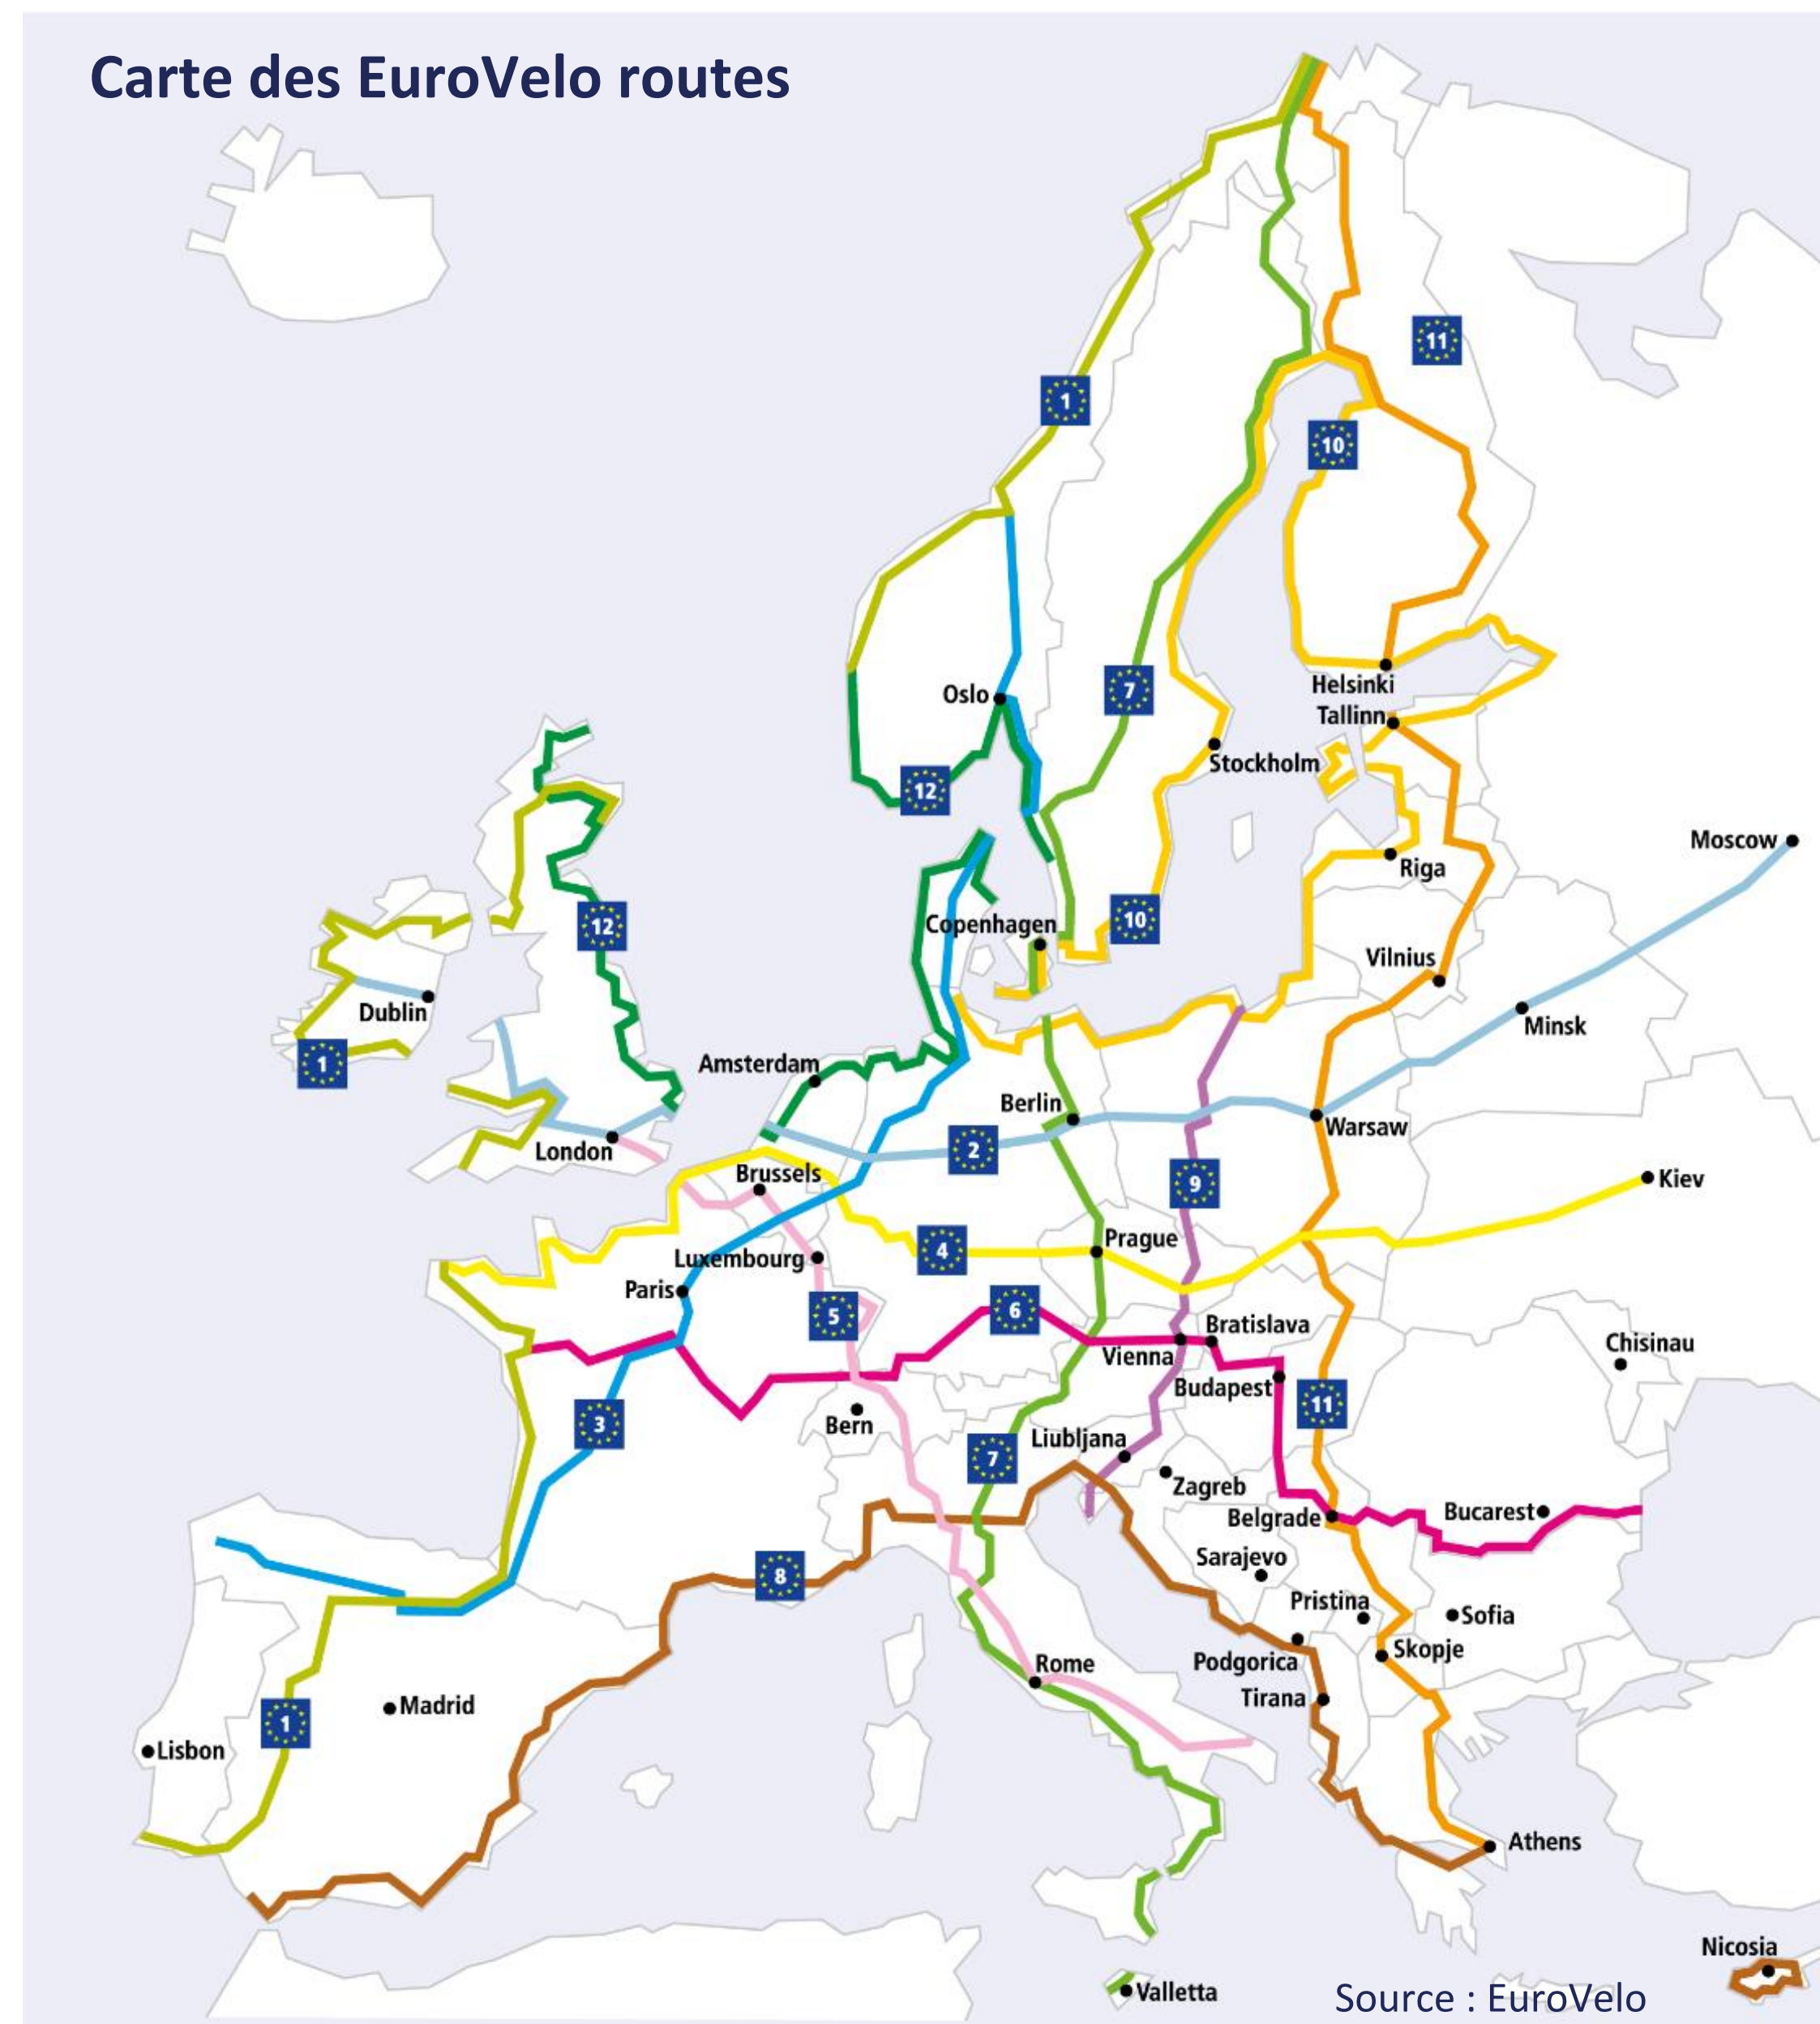 Carte des EuroVelo routes
11
1
10
Helsinki
7
Oslo
Tallinn
Stockholm
12
Moscow
Riga
12
Copenhagen
10
Vilnius
Dublin
Minsk
1
Amsterdam
Berlin
Warsaw
London
2
Brussels
9
Kiev
Prague
4
Luxembourg
Paris
5
6
Bratislava
Chisinau
Vienna
Budapest
3
Bern
11
Liubljana
7
Zagreb
Belgrade
Bucarest
Sarajevo
8
Pristina
Sofia
Skopje
Podgorica
Rome
Tirana
Madrid
1
Lisbon
Athens
Nicosia
Valletta
Source : EuroVelo